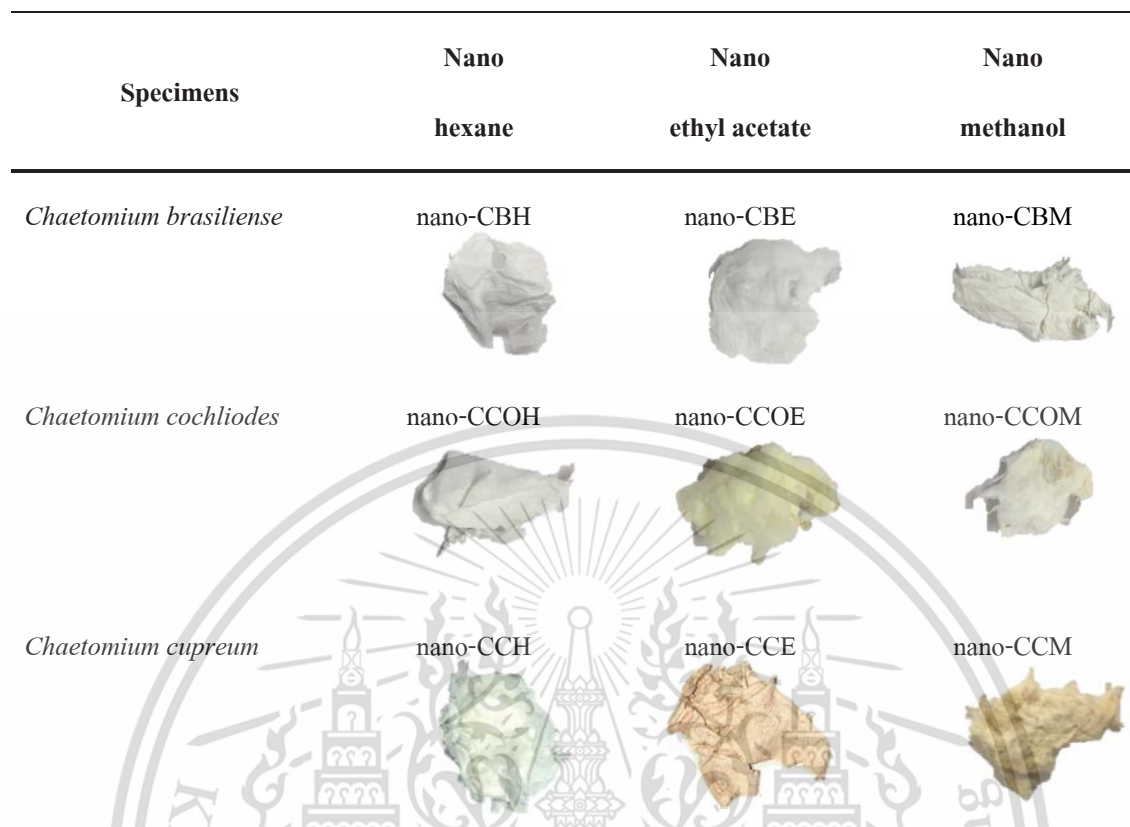 Specimens
Nano
hexane
Nano
ethyl acetate
Nano
methanol
Chaetomium brasiliense
nano-CBH
nano-CBE
nano-CBM
Chaetomium cochliodes
nano-CCOH
nano-CCOE
nano-CCOM
Chaetomium cupreum
nano-CCH
nano-CCE
nano-CCM